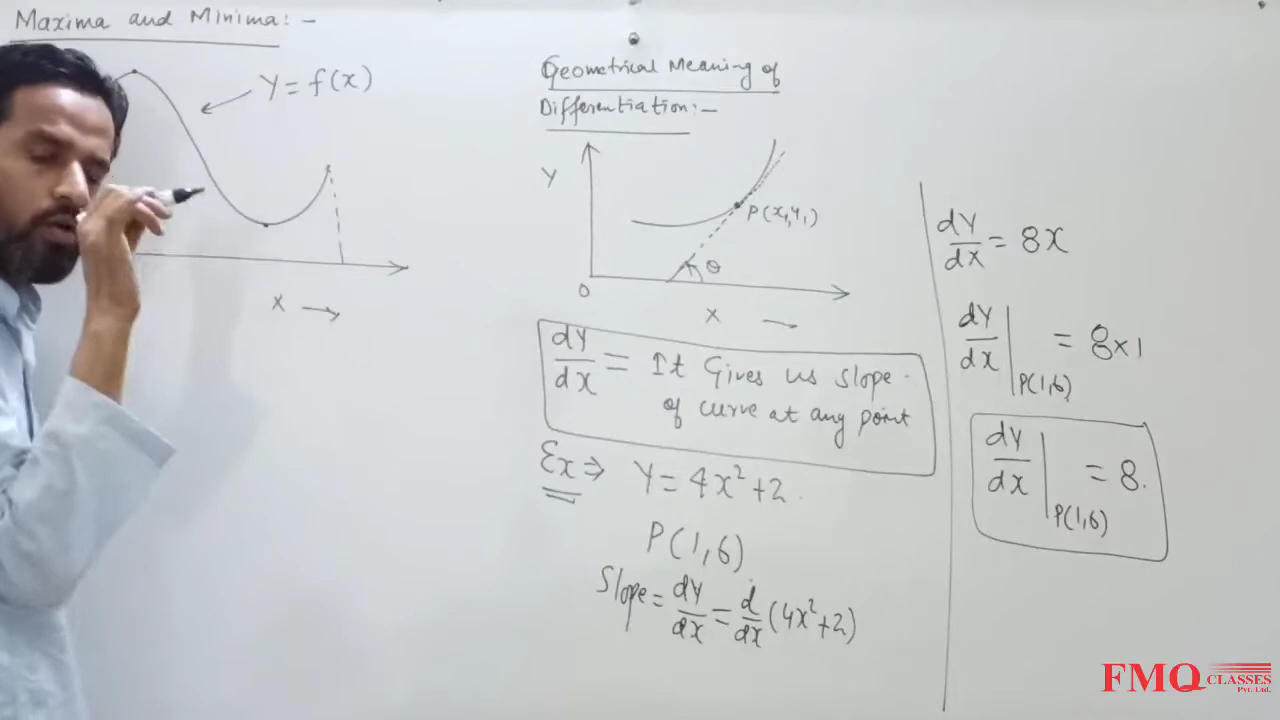 Maxima and Minima:-
Y = f(x)
X
Geometrical Meaning of
Differentiation:-
Y
P(x₁, y₁)
θ
O
X
dy/dx = It Gives us slope
of curve at any point
Ex ⇒ Y = 4x² + 2.
P(1,6)
Slope = dy/dx = d/dx (4x² + 2)
dy/dx = 8x
dy/dx | P(1,6) = 8×1
dy/dx | P(1,6) = 8.
FMQ CLASSES
Pvt. Ltd.